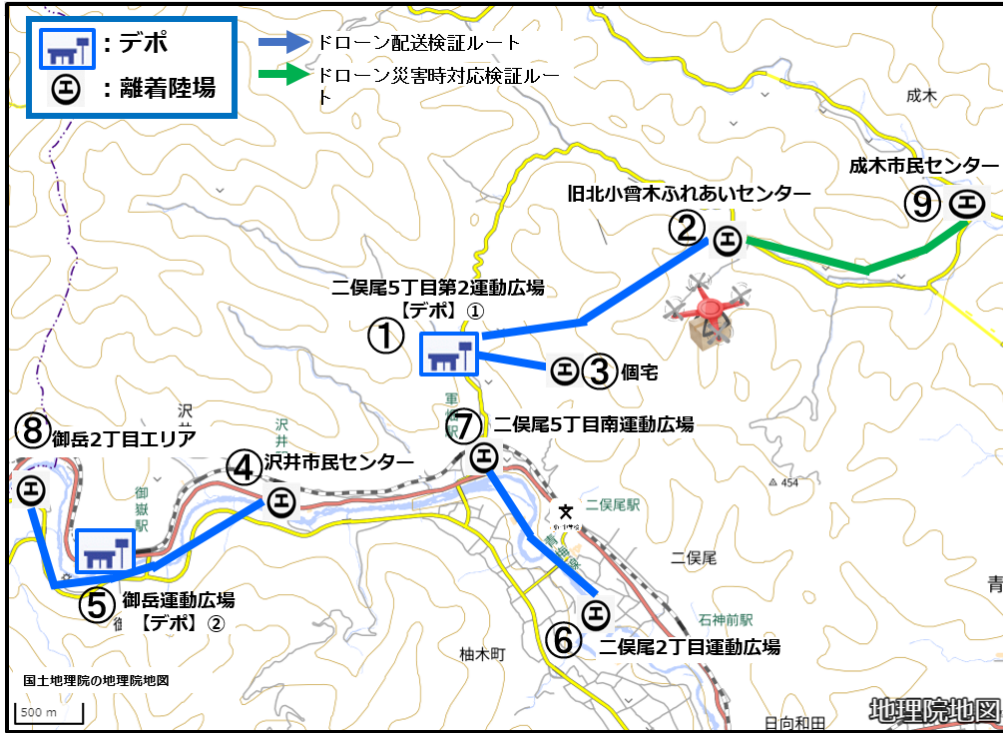 ：デポ
：離着陸場
ドローン配送検証ルート
ドローン災害時対応検証ルー
ト
成木
成木市民センター
⑨
旧北小曾木ふれあいセンター
②
二俣尾5丁目第2運動広場
【デポ】①
①
③個宅
軍畑駅
⑦
二俣尾5丁目南運動広場
沢井
⑧御岳2丁目エリア
沢井
④沢井市民センター
御嶽駅
454
二俣尾駅
二俣尾
青梅
青
⑤
御岳運動広場
【デポ】②
石神前駅
⑥
二俣尾2丁目運動広場
柚木町
国土地理院の地理院地図
500 m
日向和田
地理院地図